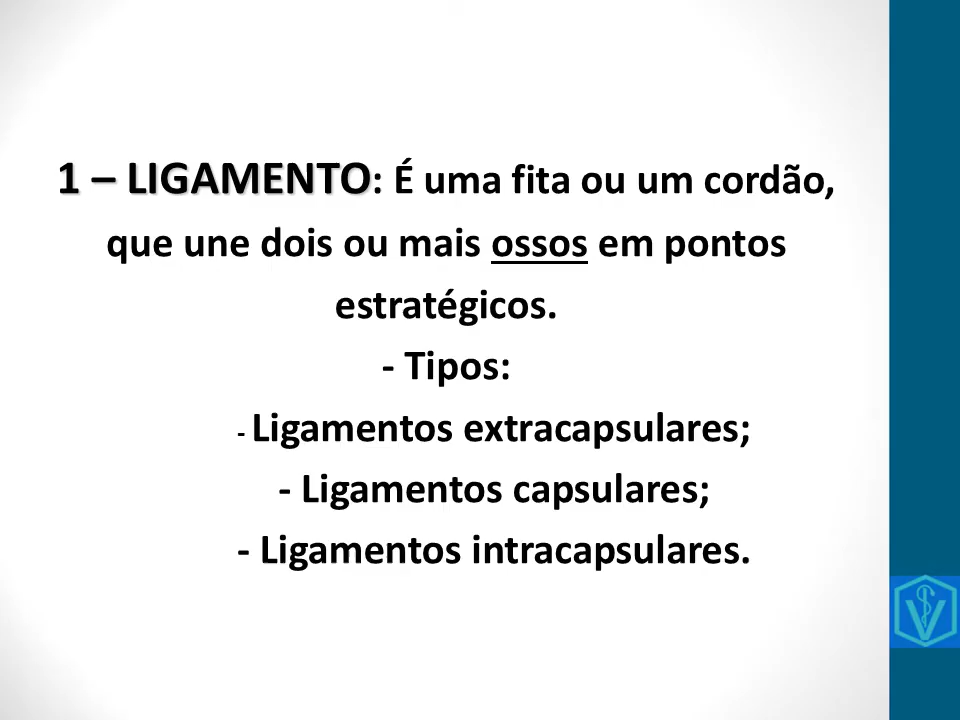 1 – LIGAMENTO: É uma fita ou um cordão,
que une dois ou mais ossos em pontos
estratégicos.
- Tipos:
- Ligamentos extracapsulares;
- Ligamentos capsulares;
- Ligamentos intracapsulares.
V